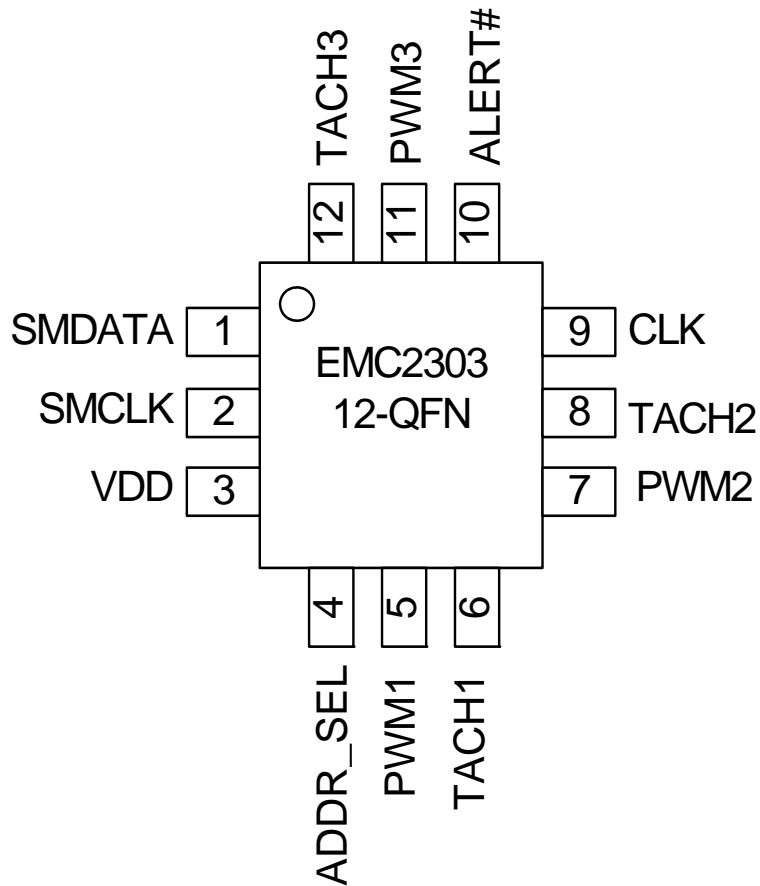 TACH3
PWM3
ALERT#
12
11
10
SMDATA 1
SMCLK 2
VDD 3
EMC2303
12-QFN
9 CLK
8 TACH2
7 PWM2
4
5
6
ADDR_SEL
PWM1
TACH1